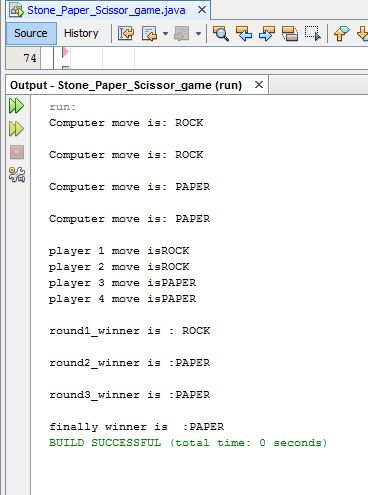 Stone_Paper_Scissor_game.java
Source History
74
Output - Stone_Paper_Scissor_game (run)
run:
Computer move is: ROCK
Computer move is: ROCK
Computer move is: PAPER
Computer move is: PAPER
player 1 move isROCK
player 2 move isROCK
player 3 move isPAPER
player 4 move isPAPER
round1_winner is : ROCK
round2_winner is :PAPER
round3_winner is :PAPER
finally winner is  :PAPER
BUILD SUCCESSFUL (total time: 0 seconds)